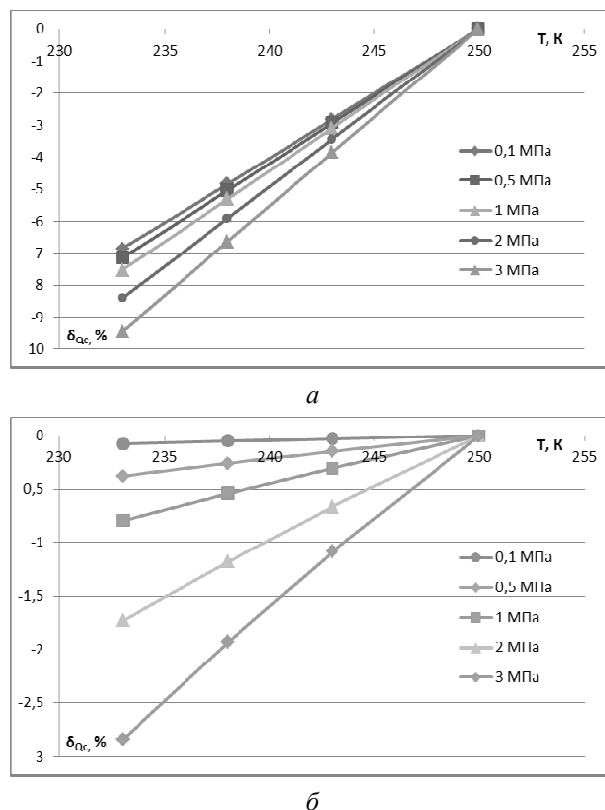 0
Т, К
230 235 240 245 250 255
-1
-2
-3
-4
-5
-6
7
8
-9
10
0,1 МПа
0,5 МПа
1 МПа
2 МПа
3 МПа
δQc, %
а
0
Т, К
230 235 240 245 250 255
0,5
-1
-1,5
-2
-2,5
3
0,1 МПа
0,5 МПа
1 МПа
2 МПа
3 МПа
δQc, %
б